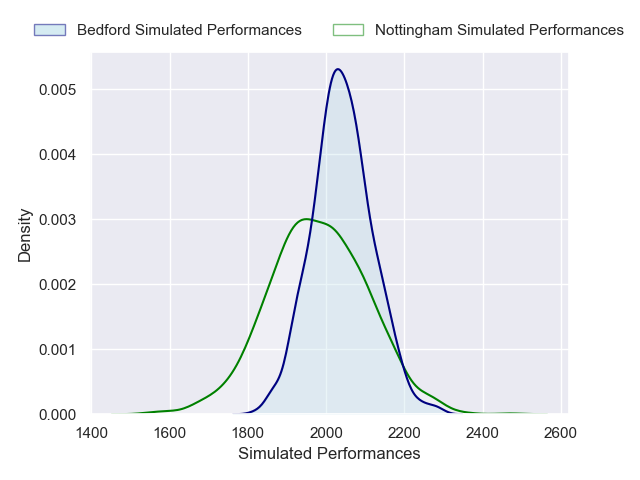 Bedford Simulated Performances
Nottingham Simulated Performances
Density
0.005
0.004
0.003
0.002
0.001
0.000
1400 1600 1800 2000 2200 2400 2600
Simulated Performances